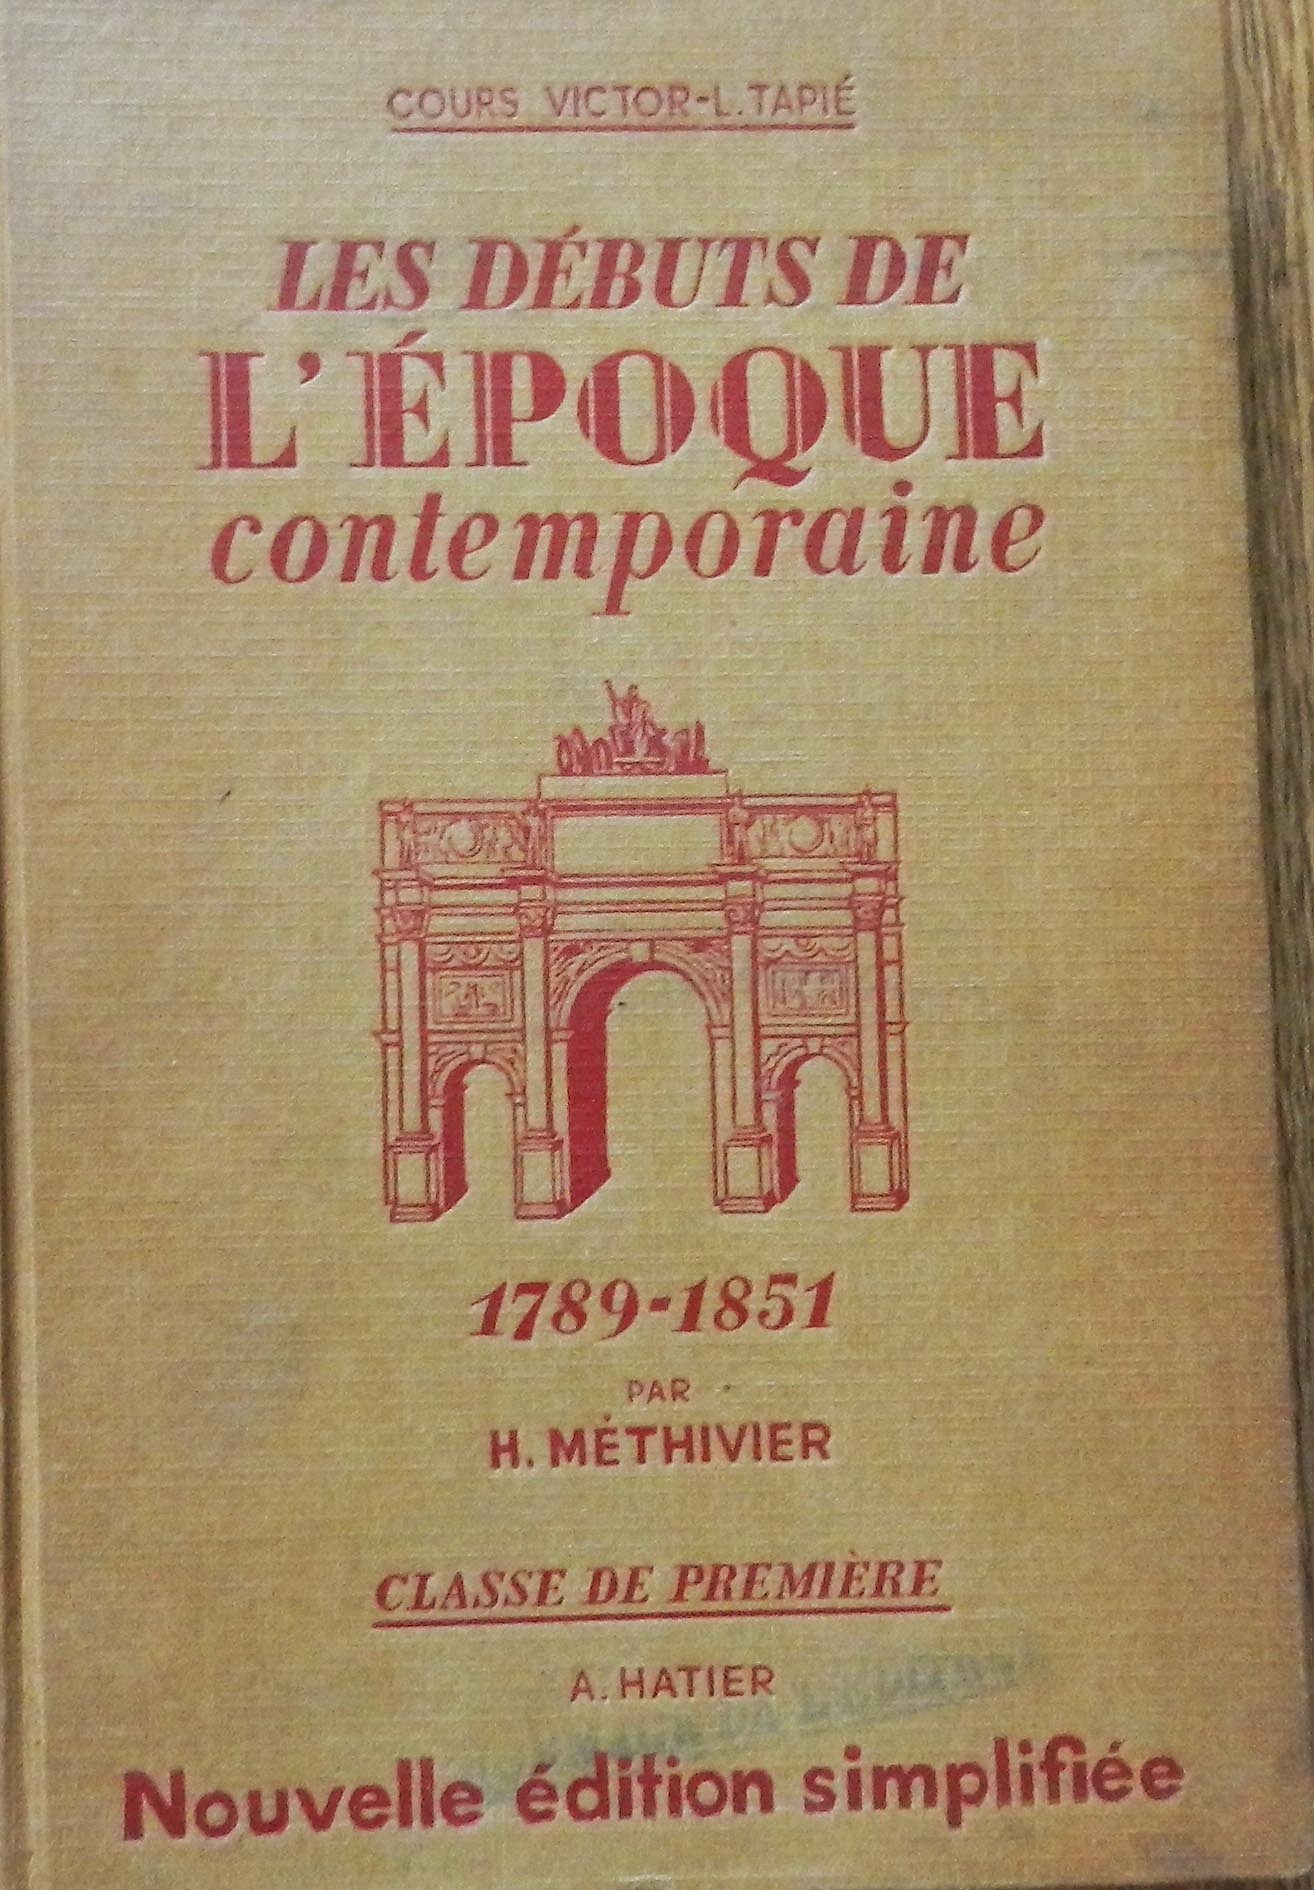 COURS VICTOR-L. TAPIÉ
LES DÉBUTS DE
L'ÉPOQUE
contemporaine
1789-1851
PAR
H. MÉTHIVIER
CLASSE DE PREMIÈRE
A. HATIER
Nouvelle édition simplifiée